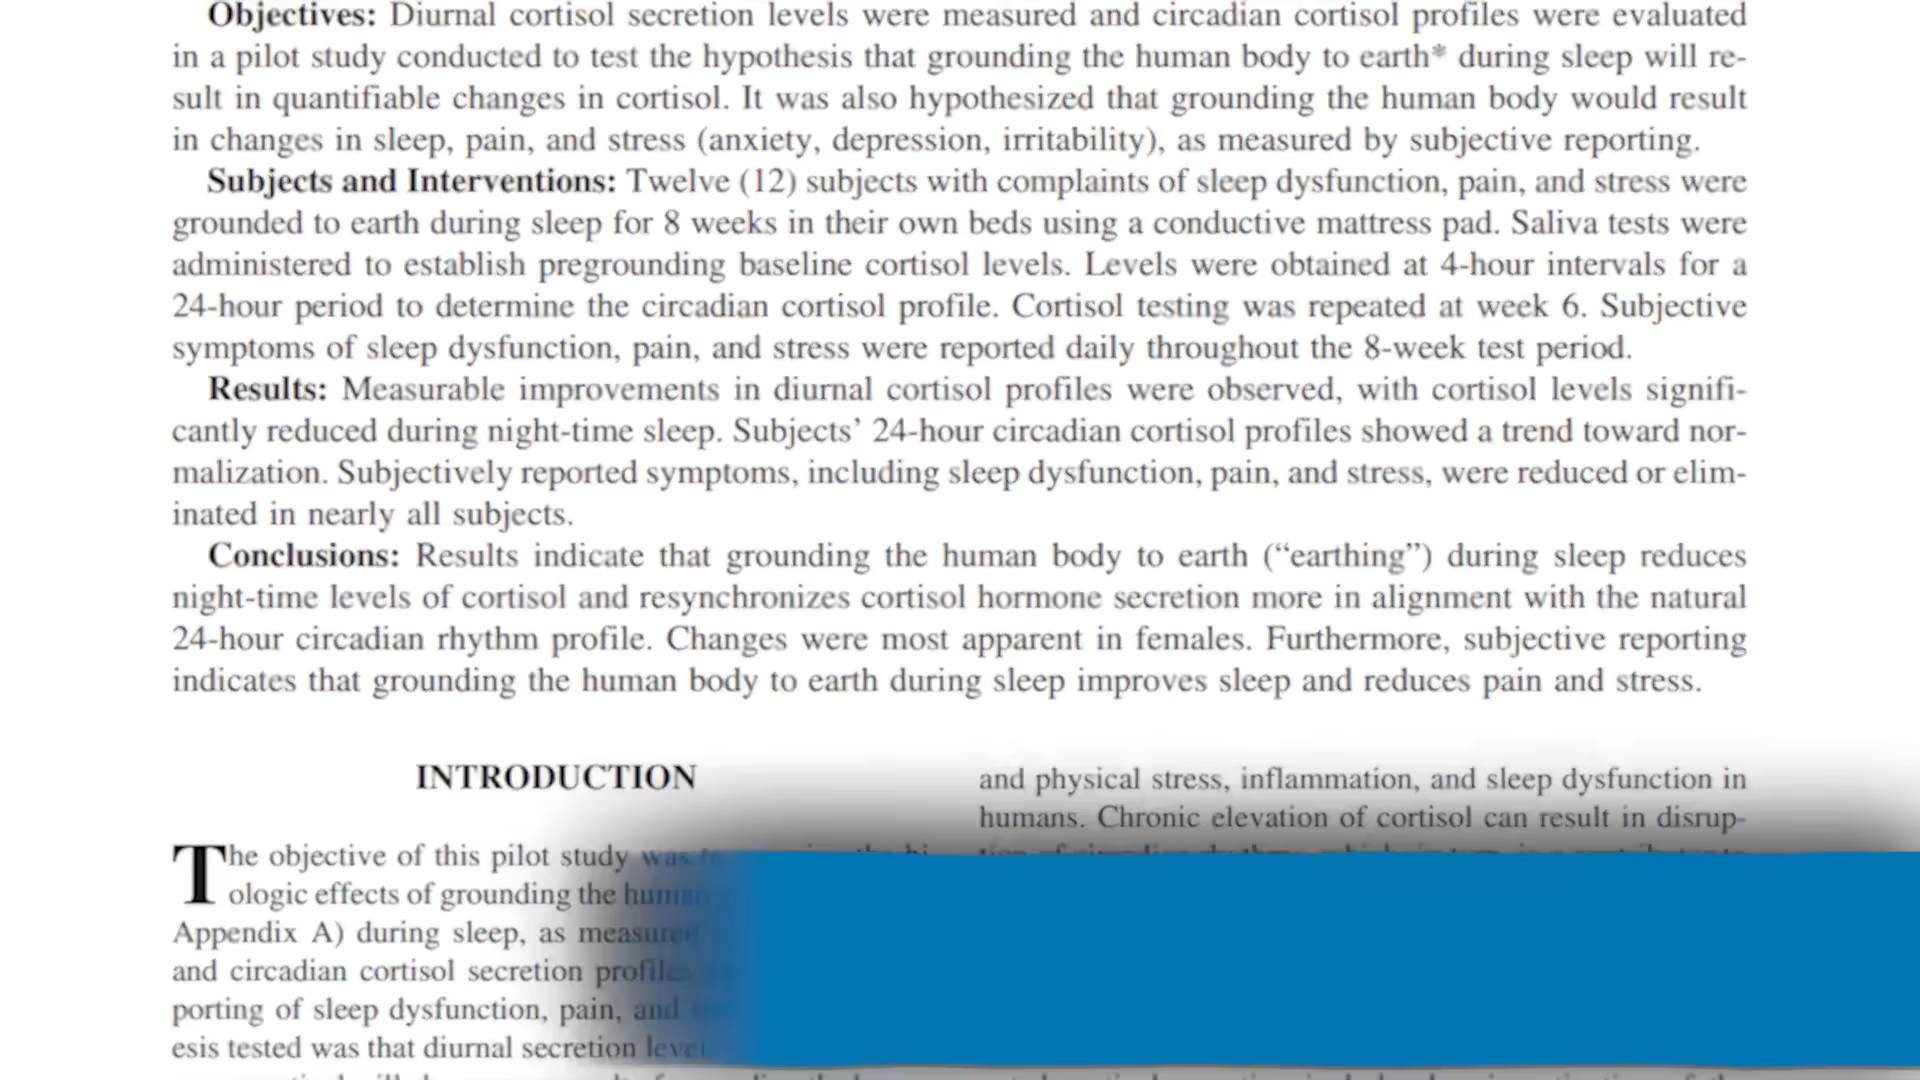 Objectives: Diurnal cortisol secretion levels were measured and circadian cortisol profiles were evaluated
in a pilot study conducted to test the hypothesis that grounding the human body to earth* during sleep will re-
sult in quantifiable changes in cortisol. It was also hypothesized that grounding the human body would result
in changes in sleep, pain, and stress (anxiety, depression, irritability), as measured by subjective reporting.
Subjects and Interventions: Twelve (12) subjects with complaints of sleep dysfunction, pain, and stress were
grounded to earth during sleep for 8 weeks in their own beds using a conductive mattress pad. Saliva tests were
administered to establish pregrounding baseline cortisol levels. Levels were obtained at 4-hour intervals for a
24-hour period to determine the circadian cortisol profile. Cortisol testing was repeated at week 6. Subjective
symptoms of sleep dysfunction, pain, and stress were reported daily throughout the 8-week test period.
Results: Measurable improvements in diurnal cortisol profiles were observed, with cortisol levels signifi-
cantly reduced during night-time sleep. Subjects' 24-hour circadian cortisol profiles showed a trend toward nor-
malization. Subjectively reported symptoms, including sleep dysfunction, pain, and stress, were reduced or elim-
inated in nearly all subjects.
Conclusions: Results indicate that grounding the human body to earth ("earthing") during sleep reduces
night-time levels of cortisol and resynchronizes cortisol hormone secretion more in alignment with the natural
24-hour circadian rhythm profile. Changes were most apparent in females. Furthermore, subjective reporting
indicates that grounding the human body to earth during sleep improves sleep and reduces pain and stress.
INTRODUCTION
The objective of this pilot study was
ologic effects of grounding the human
Appendix A) during sleep, as measured
and circadian cortisol secretion profiles
porting of sleep dysfunction, pain, and
esis tested was that diurnal secretion
and physical stress, inflammation, and sleep dysfunction in
humans. Chronic elevation of cortisol can result in disrup-